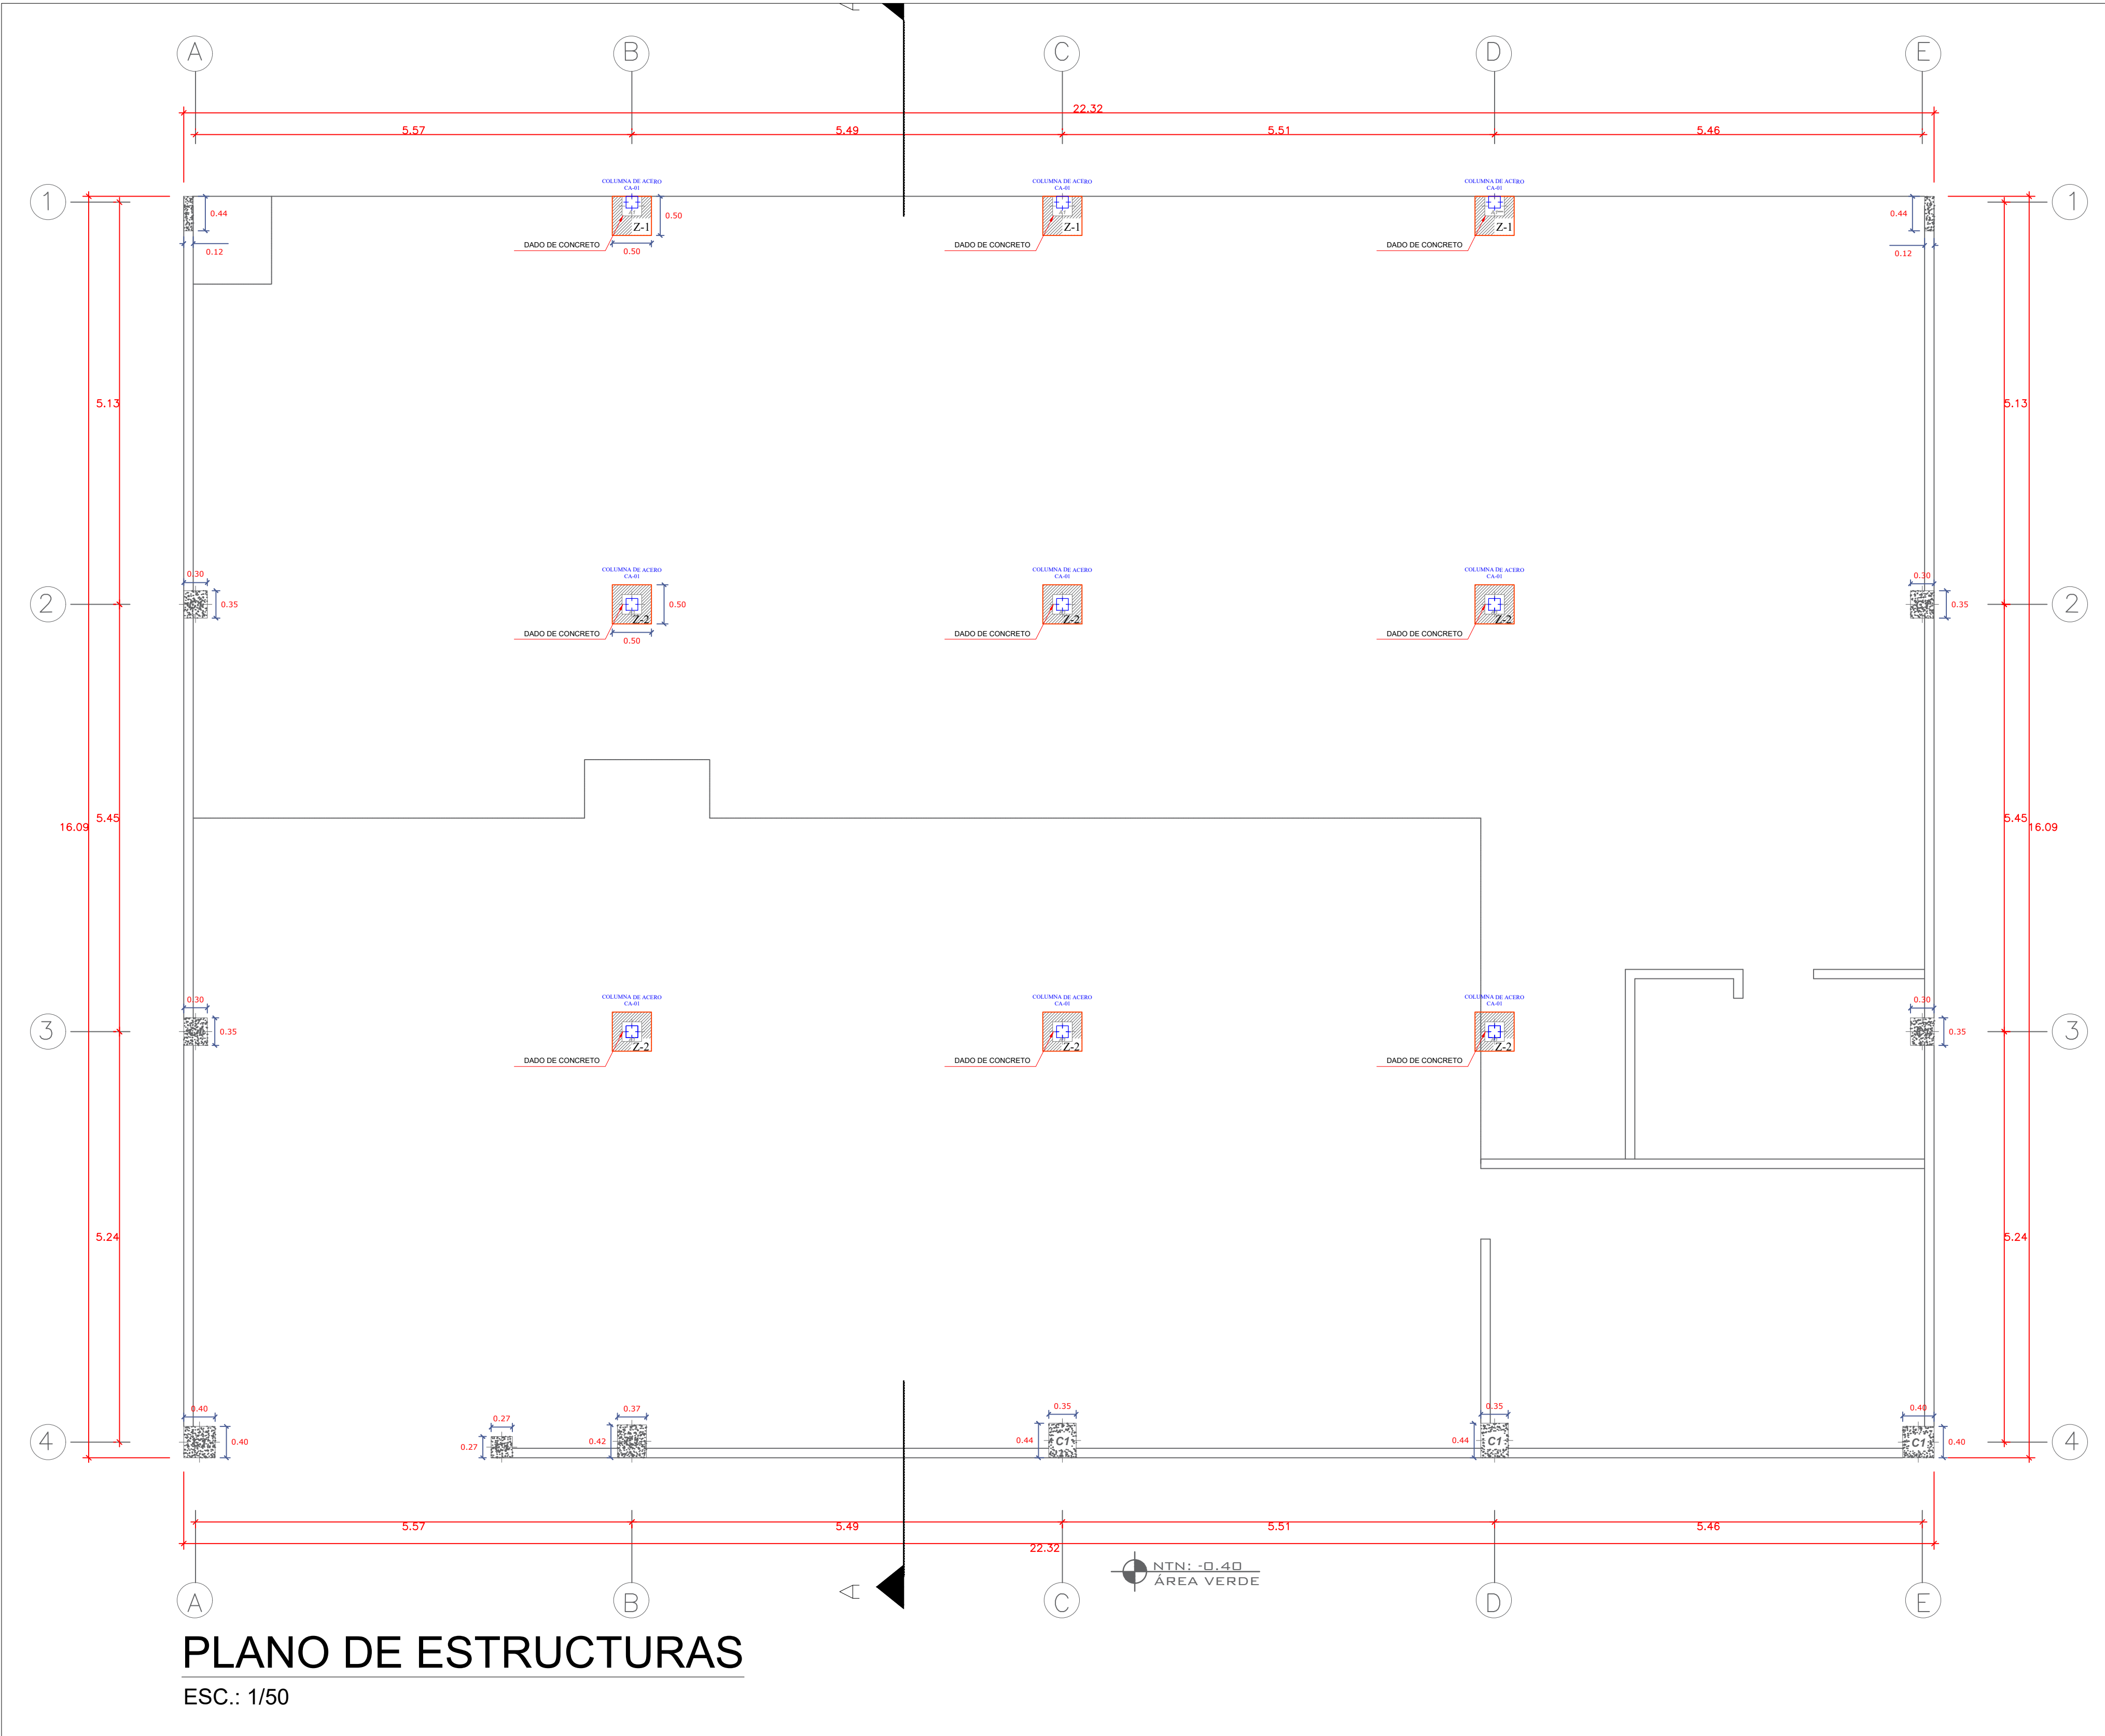 A
A B C D E
22.32
5.57 5.49 5.51 5.46
COLUMNA DE ACERO
CA-01
COLUMNA DE ACERO
CA-01
COLUMNA DE ACERO
CA-01
1 1
0.44 0.50 0.44
Z-1 Z-1 Z-1
DADO DE CONCRETO DADO DE CONCRETO DADO DE CONCRETO
0.12 0.50 0.12
5.13 5.13
COLUMNA DE ACERO
CA-01
COLUMNA DE ACERO
CA-01
COLUMNA DE ACERO
CA-01
0.30 0.30
2 0.35 0.50 0.35 2
Z-2 Z-2 Z-2
DADO DE CONCRETO DADO DE CONCRETO DADO DE CONCRETO
0.50
5.45 5.45
16.09 16.09
COLUMNA DE ACERO
CA-01
COLUMNA DE ACERO
CA-01
COLUMNA DE ACERO
CA-01
0.30 0.30
3 0.35 0.35 3
Z-2 Z-2 Z-2
DADO DE CONCRETO DADO DE CONCRETO DADO DE CONCRETO
5.24 5.24
0.40 0.27 0.37 0.35 0.35 0.40
4 0.40 0.27 0.42 0.44 C1 0.44 C1 C1 0.40 4
5.57 5.49 5.51 5.46
22.32
NTN: -0.40
ÁREA VERDE
A
A B C D E
PLANO DE ESTRUCTURAS
ESC.: 1/50